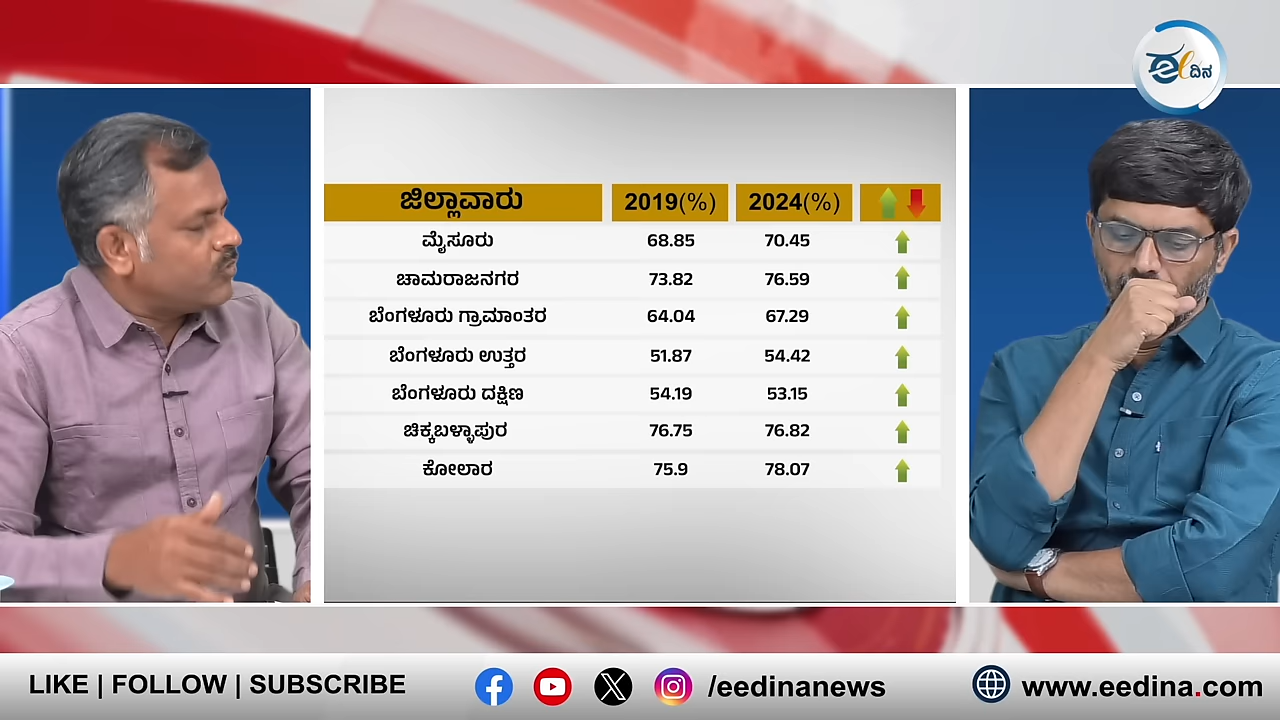 ಈ ದಿನ
ಜಿಲ್ಲಾವಾರು 2019(%) 2024(%)
ಮೈಸೂರು 68.85 70.45
ಚಾಮರಾಜನಗರ 73.82 76.59
ಬೆಂಗಳೂರು ಗ್ರಾಮಾಂತರ 64.04 67.29
ಬೆಂಗಳೂರು ಉತ್ತರ 51.87 54.42
ಬೆಂಗಳೂರು ದಕ್ಷಿಣ 54.19 53.15
ಚಿಕ್ಕಬಳ್ಳಾಪುರ 76.75 76.82
ಕೋಲಾರ 75.9 78.07
LIKE | FOLLOW | SUBSCRIBE /eedinanews www.eedina.com